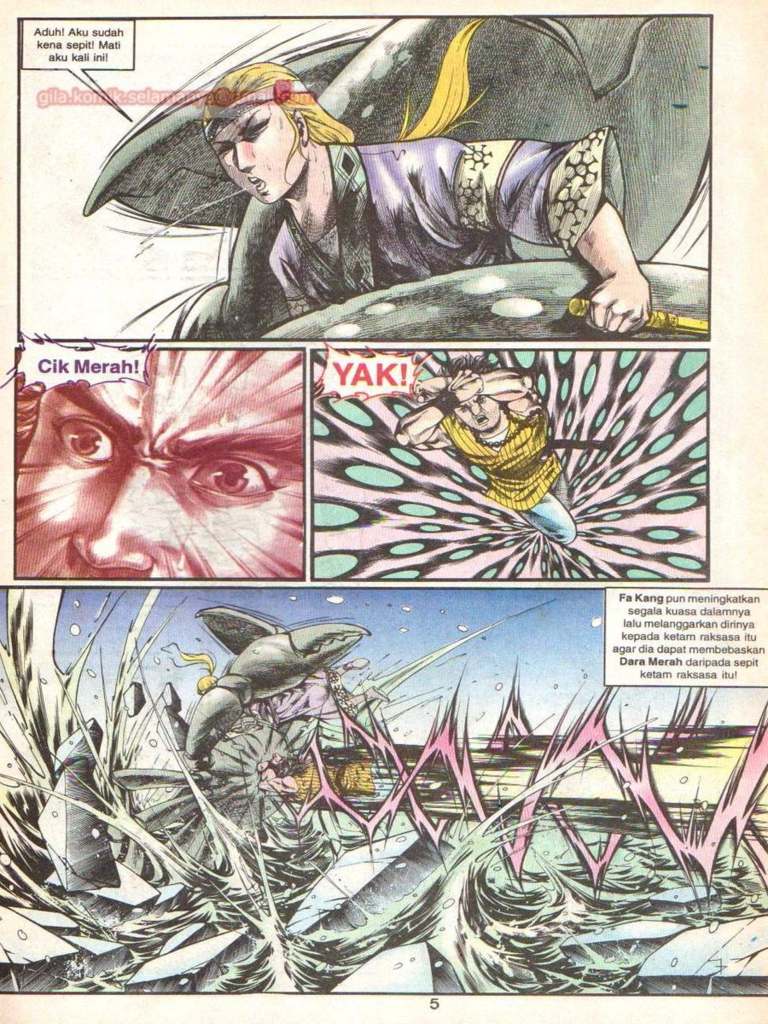 Aduh! Aku sudah
kena sepit! Mati
aku kali ini!
Cik Merah!
YAK!
Fa Kang pun meningkatkan
segala kuasa dalamnya
lalu melanggarkan dirinya
kepada ketam raksasa itu
agar dia dapat membebaskan
Dara Merah daripada sepit
ketam raksasa itu!
5